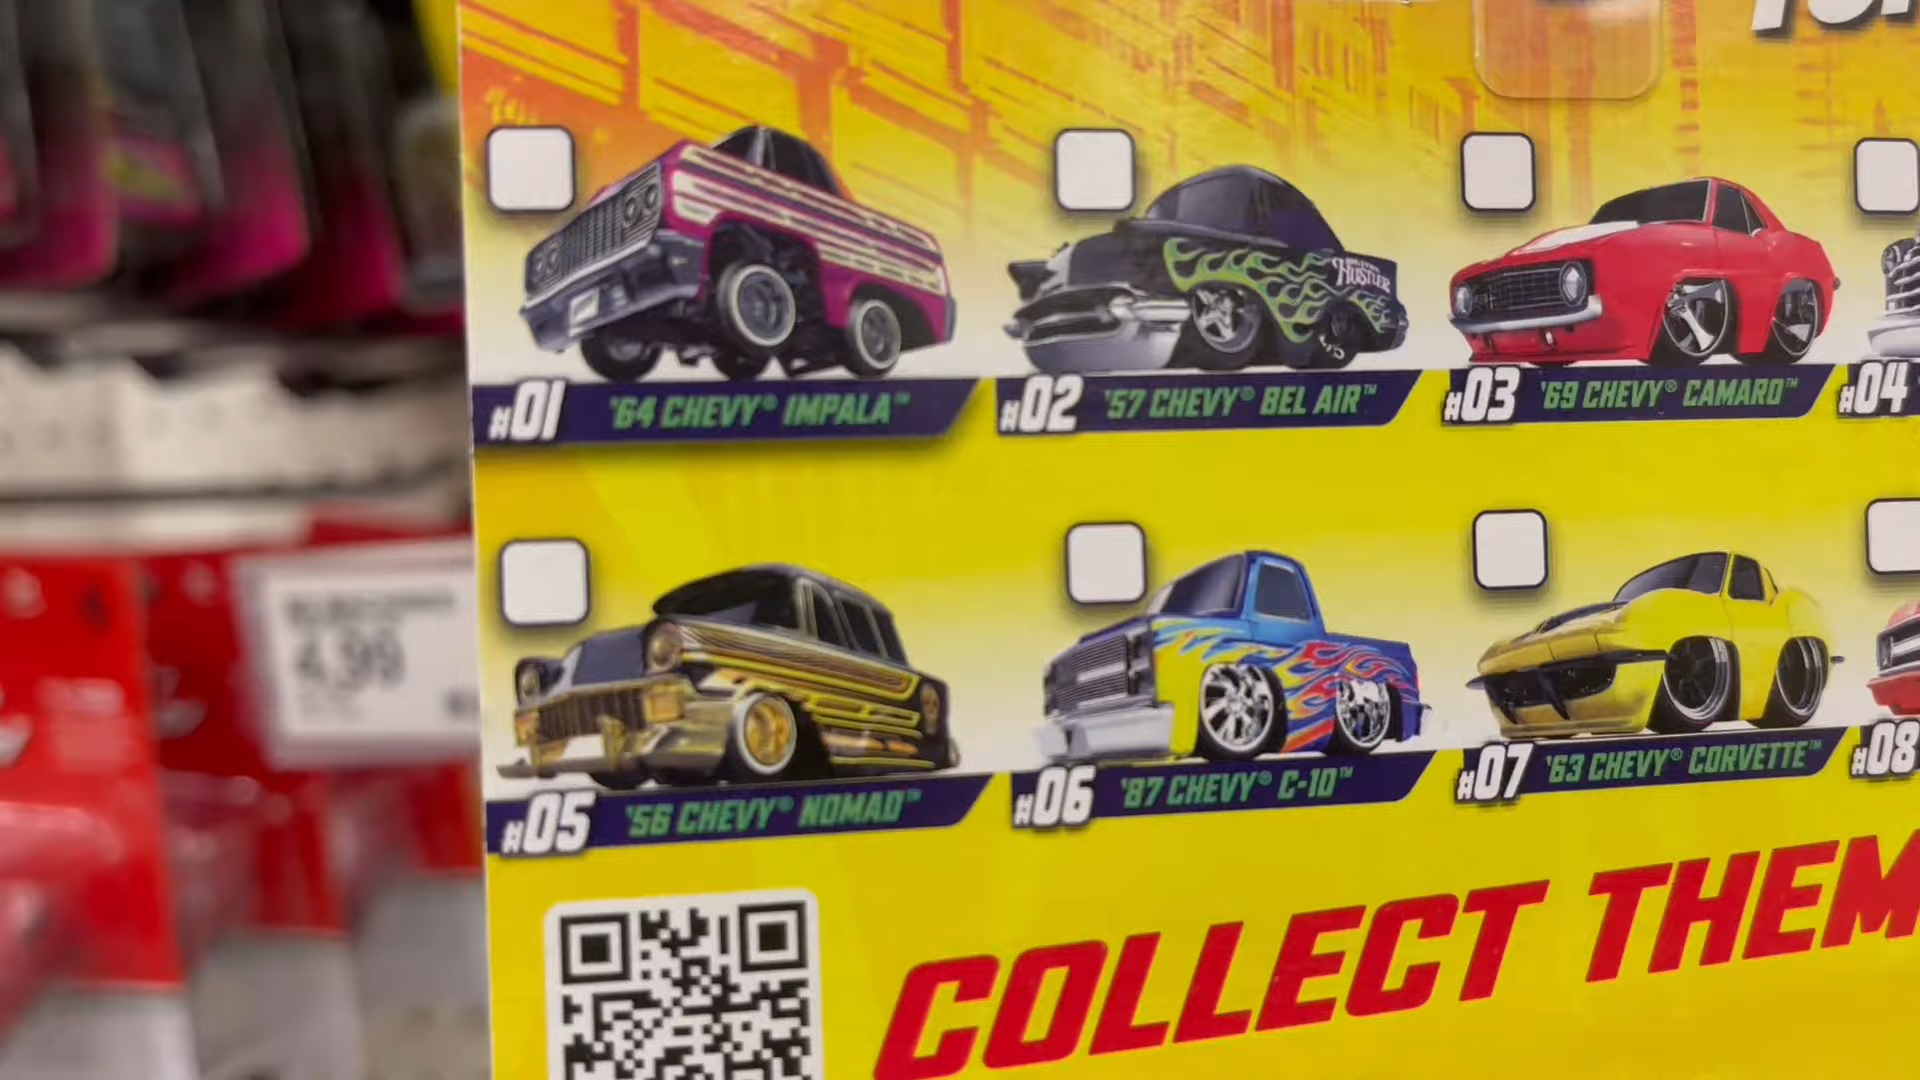 #01 '64 CHEVY® IMPALA™
#02 '57 CHEVY® BEL AIR™
HUSTLER
#03 '69 CHEVY® CAMARO™
#04
#05 '56 CHEVY® NOMAD™
#06 '87 CHEVY® C-10™
#07 '63 CHEVY® CORVETTE™
#08
4.99
COLLECT THEM